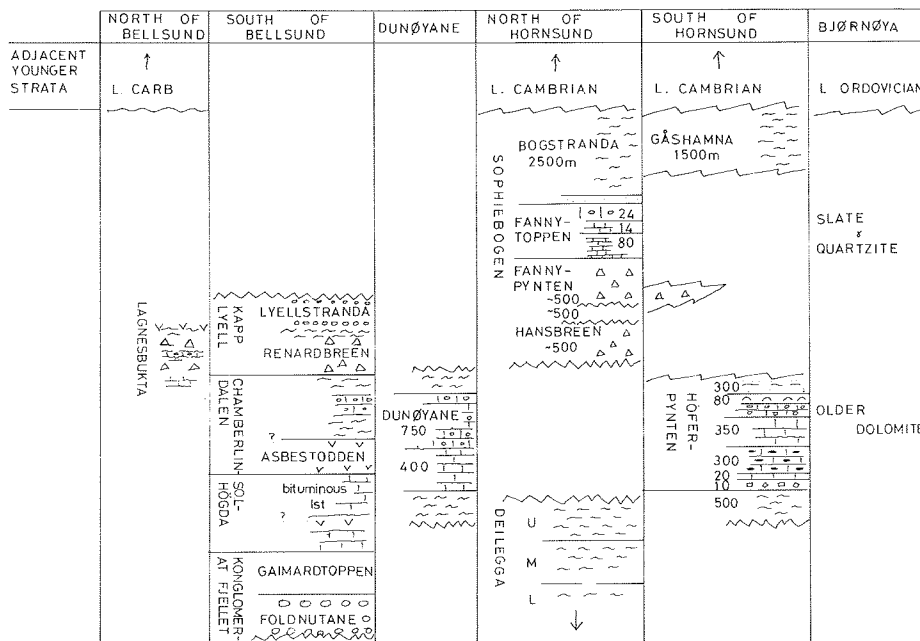 NORTH OF BELLSUND
SOUTH OF BELLSUND
DUNØYANE
NORTH OF HORNSUND
SOUTH OF HORNSUND
BJØRNØYA
ADJACENT
YOUNGER
STRATA
L. CARB
L. CAMBRIAN
L. CAMBRIAN
L ORDOVICIAN
LAGNESBUKTA
KAPP LYELL
LYELLSTRANDA
RENARDBREEN
CHAMBERLIN-
DALEN
?
ASBESTODDEN
SOL-
HÖGDA
bituminous
lst
?
KONGLOMER-
AT FJELLET
GAIMARDTOPPEN
FOLDNUTANE
DUNØYANE
750
400
SOPHIEBOGEN
BOGSTRANDA
2500m
FANNY-
TOPPEN
24
14
80
FANNY-
PYNTEN
~500
~500
HANSBREEN
~500
DEILEGGA
U
M
L
GÅSHAMNA
1500m
HÖFER-
PYNTEN
300
80
350
300
20
10
500
SLATE
&
QUARTZITE
OLDER
DOLOMITE